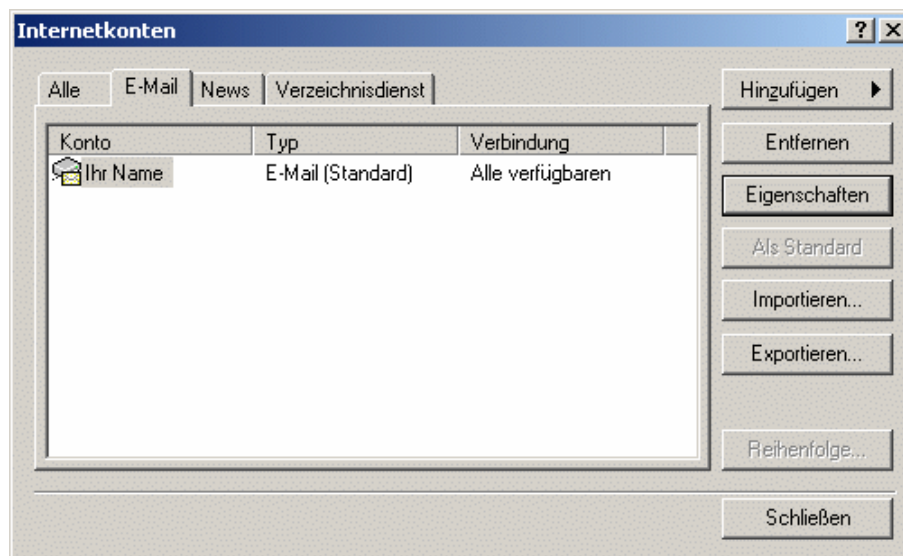 Internetkonten
Alle E-Mail News Verzeichnisdienst
Hinzufügen
Konto Typ Verbindung
Entfernen
Ihr Name E-Mail (Standard) Alle verfügbaren
Eigenschaften
Als Standard
Importieren...
Exportieren...
Reihenfolge...
Schließen